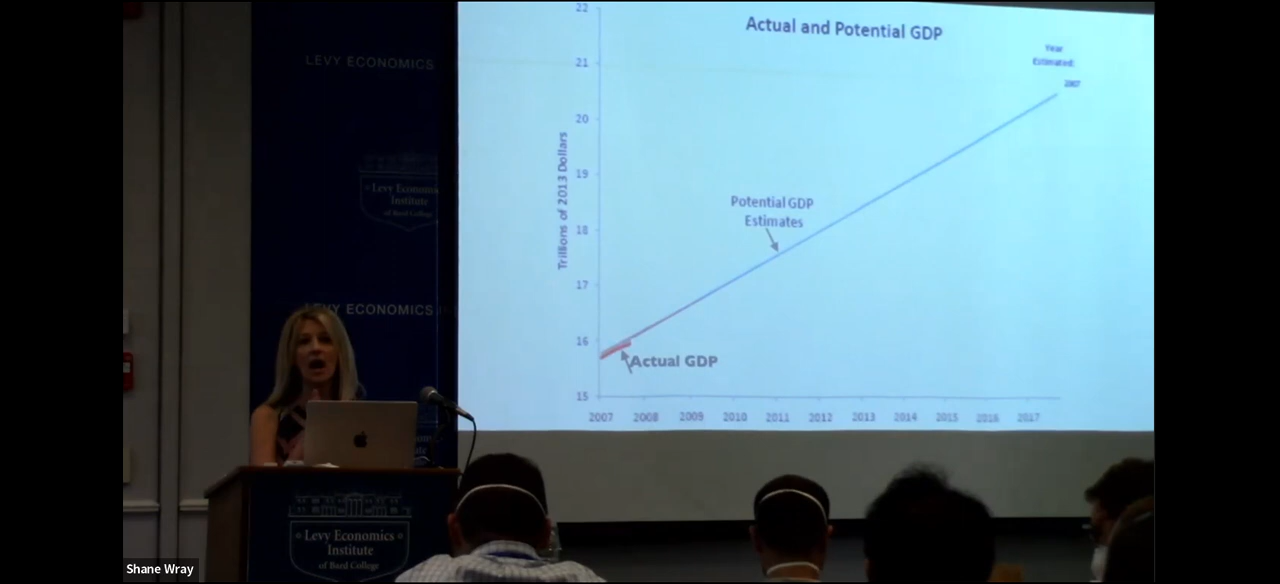 LEVY ECONOMICS
Levy Economi
Institute
of Bard College
LEVY ECONOMICS
Actual and Potential GDP
Year
Estimated:
2007
22
21
20
19
18
17
16
15
Trillions of 2013 Dollars
Potential GDP
Estimates
Actual GDP
2007 2008 2009 2010 2011 2012 2013 2014 2015 2016 2017
Levy Economics
Institute
of Bard College
Shane Wray